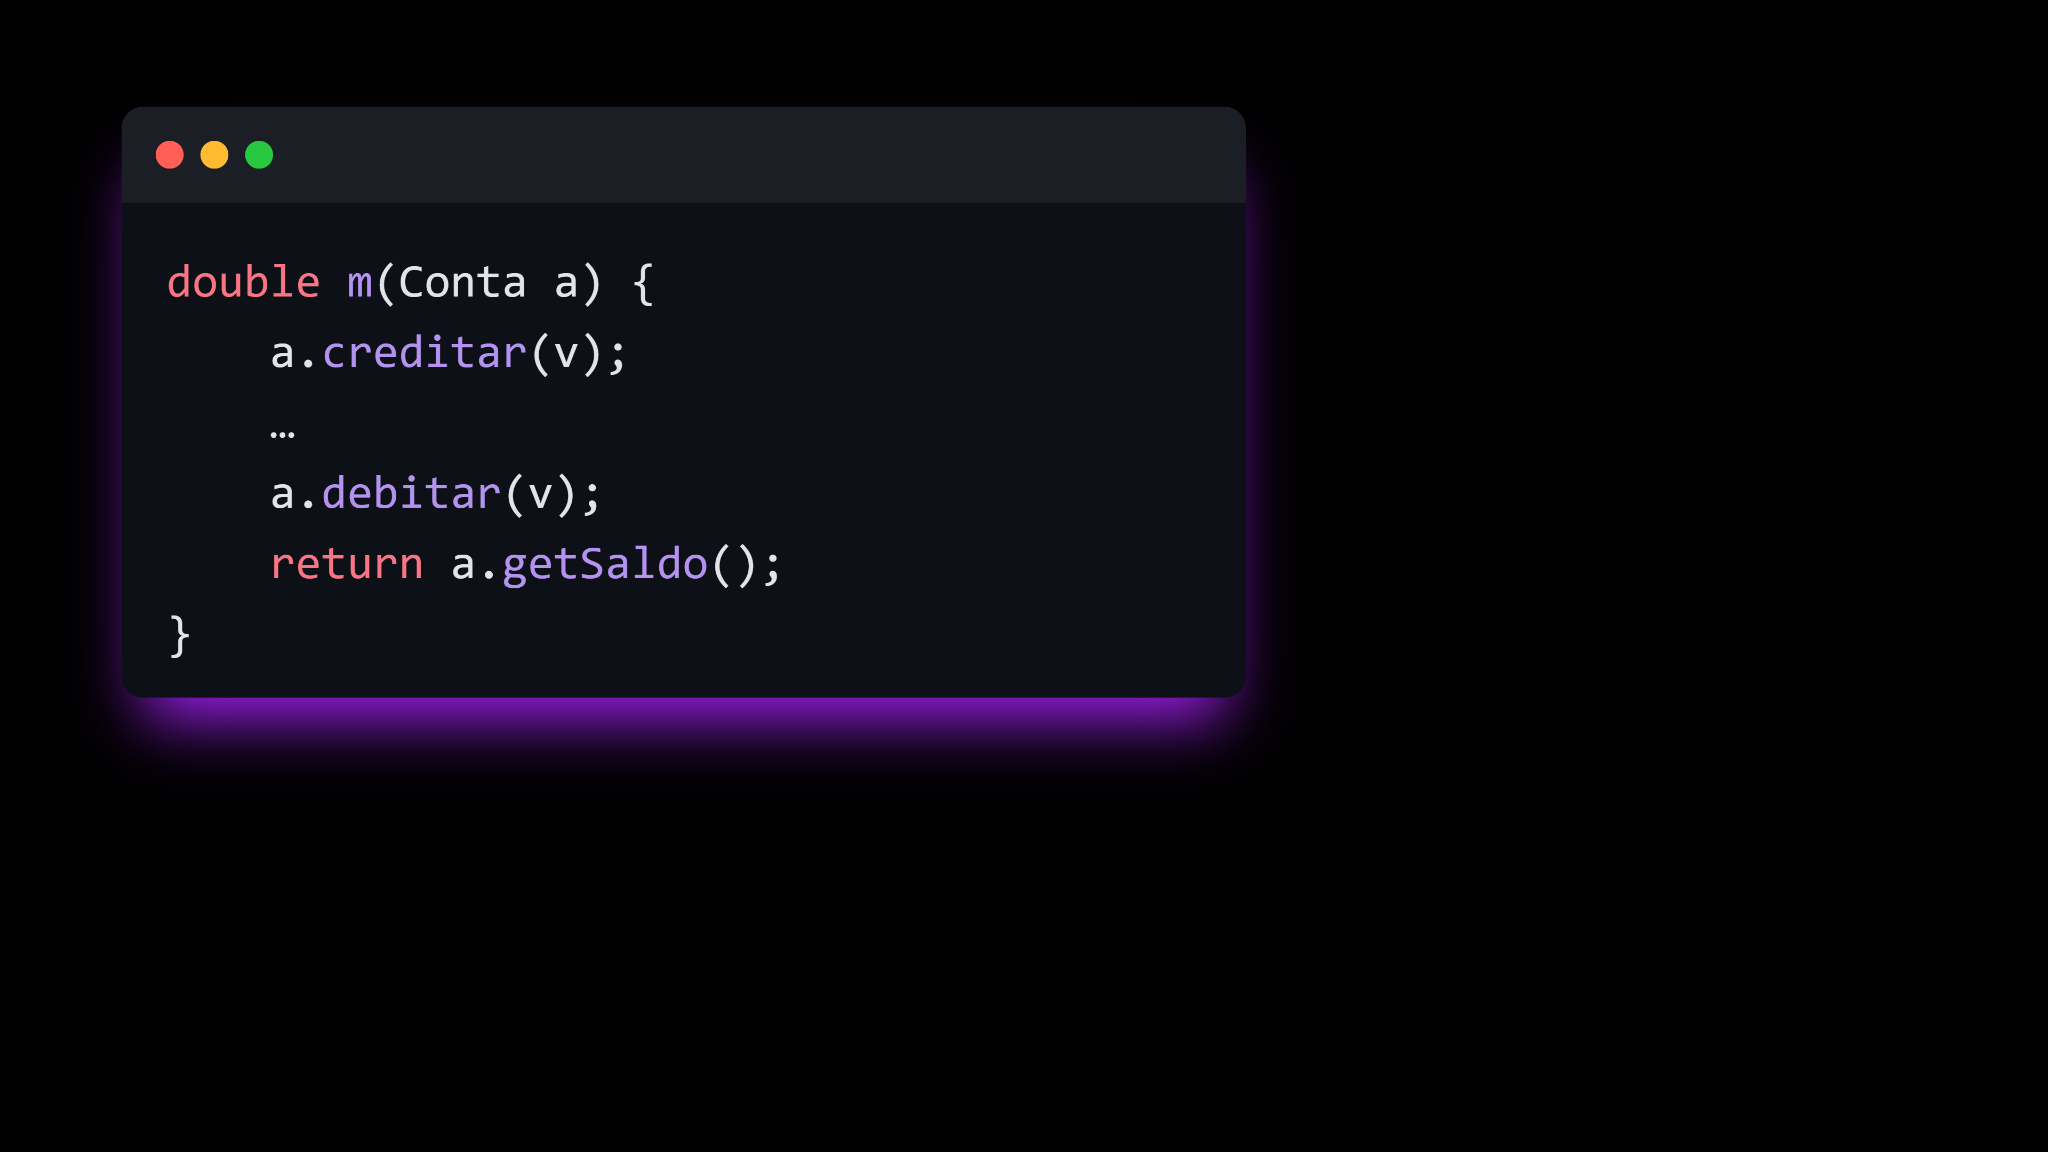 double m(Conta a) {
    a.creditar(v);
    …
    a.debitar(v);
    return a.getSaldo();
}